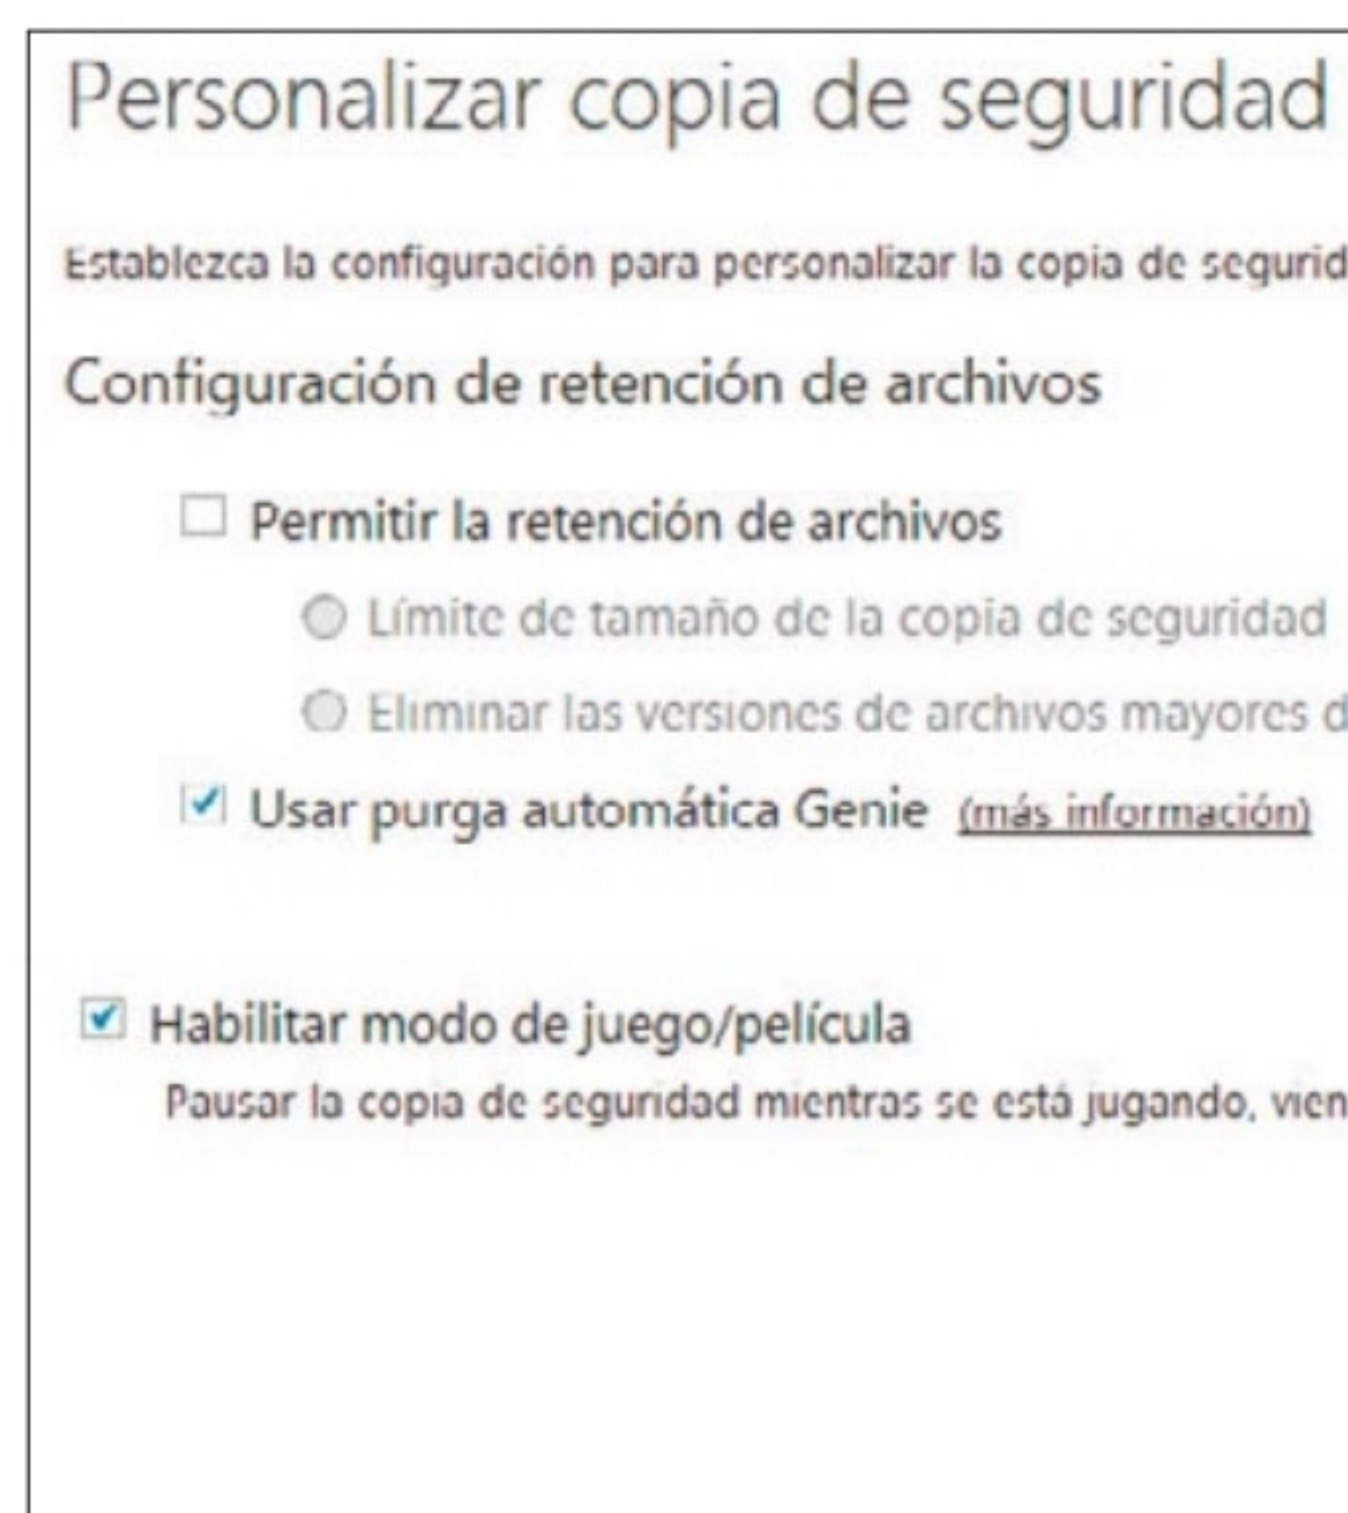 Personalizar copia de seguridad
Establezca la configuración para personalizar la copia de segurid
Configuración de retención de archivos
Permitir la retención de archivos
Límite de tamaño de la copia de seguridad
Eliminar las versiones de archivos mayores d
Usar purga automática Genie (más información)
Habilitar modo de juego/película
Pausar la copia de seguridad mientras se está jugando, vien